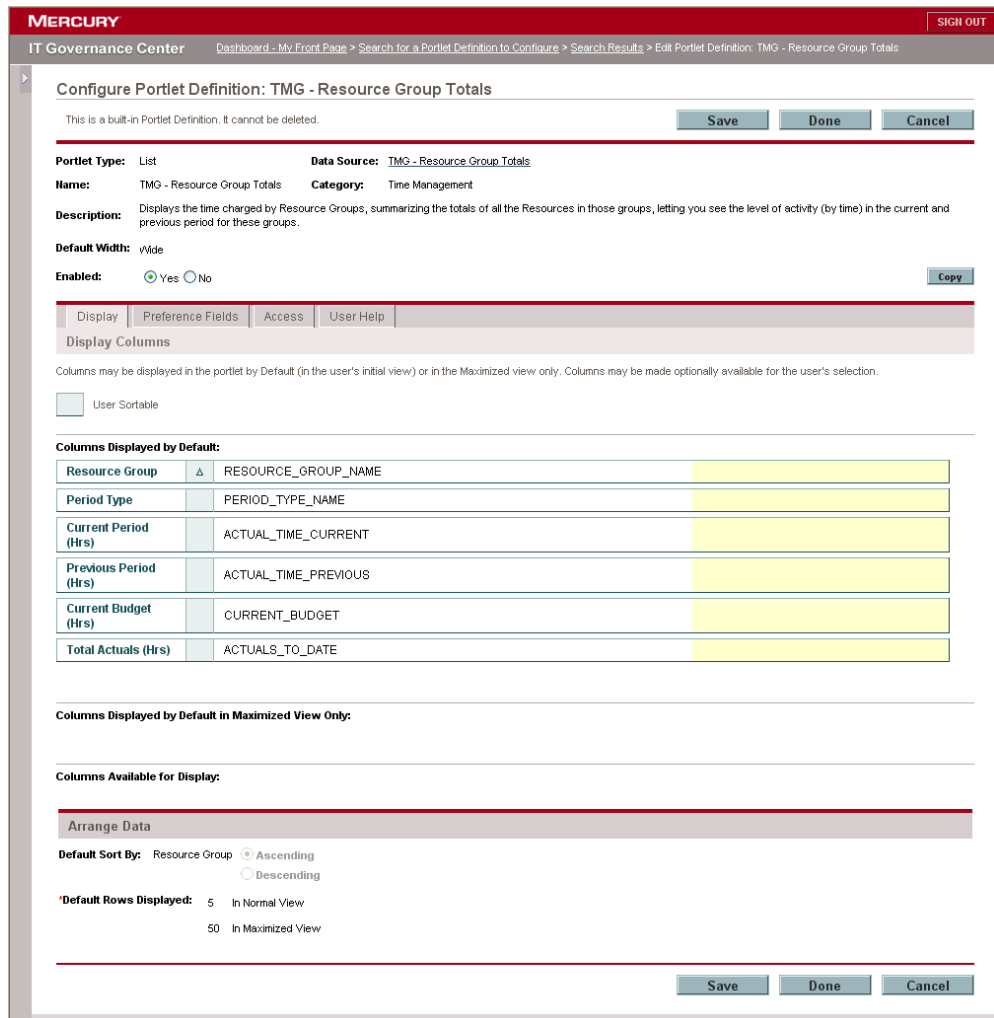 MERCURY
SIGN OUT
IT Governance Center
Dashboard - My Front Page > Search for a Portlet Definition to Configure > Search Results > Edit Portlet Definition: TMG - Resource Group Totals
Configure Portlet Definition: TMG - Resource Group Totals
This is a built-in Portlet Definition. It cannot be deleted.
Save Done Cancel
Portlet Type: List Data Source: TMG - Resource Group Totals
Name: TMG - Resource Group Totals Category: Time Management
Description: Displays the time charged by Resource Groups, summarizing the totals of all the Resources in those groups, letting you see the level of activity (by time) in the current and
previous period for these groups.
Default Width: Wide
Enabled: Yes No
Copy
Display Preference Fields Access User Help
Display Columns
Columns may be displayed in the portlet by Default (in the user's initial view) or in the Maximized view only. Columns may be made optionally available for the user's selection.
User Sortable
Columns Displayed by Default:
Resource Group RESOURCE_GROUP_NAME
Period Type PERIOD_TYPE_NAME
Current Period
(Hrs)
ACTUAL_TIME_CURRENT
Previous Period
(Hrs)
ACTUAL_TIME_PREVIOUS
Current Budget
(Hrs)
CURRENT_BUDGET
Total Actuals (Hrs) ACTUALS_TO_DATE
Columns Displayed by Default in Maximized View Only:
Columns Available for Display:
Arrange Data
Default Sort By: Resource Group Ascending
Descending
*Default Rows Displayed: 5 In Normal View
50 In Maximized View
Save Done Cancel